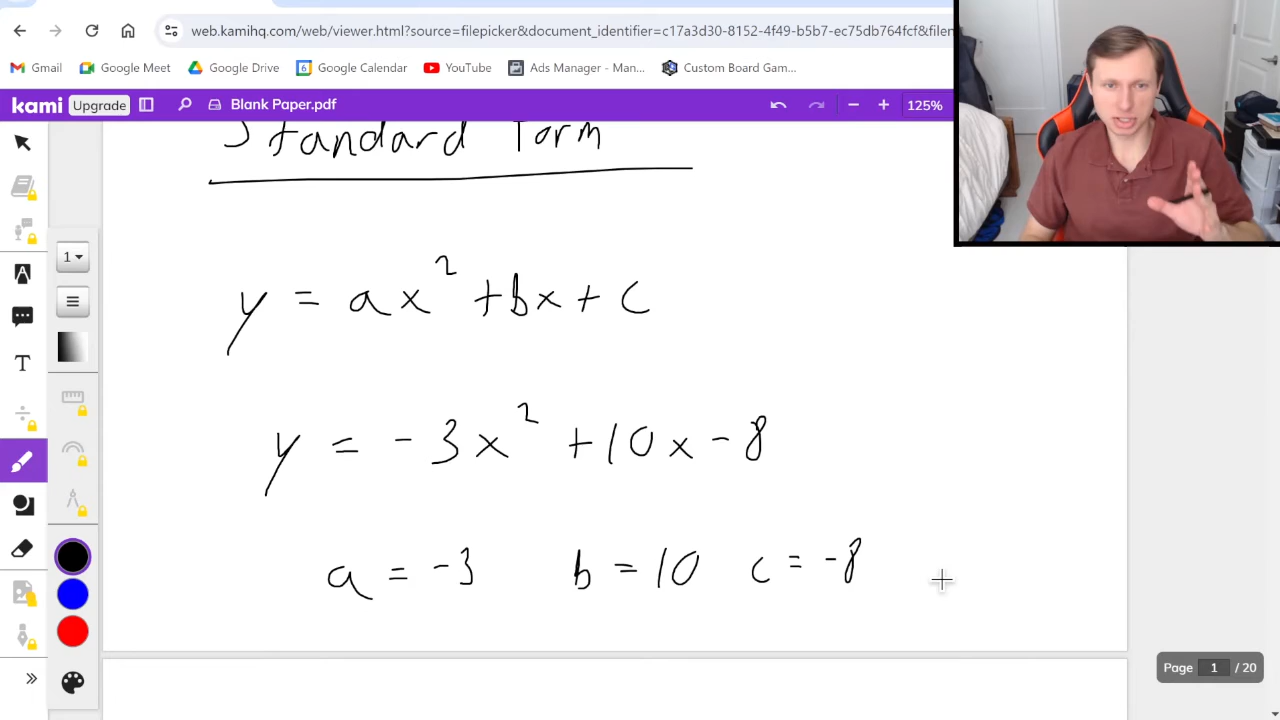 web.kamihq.com/web/viewer.html?source=filepicker&document_identifier=c17a3d30-8152-4f49-b5b7-ec75db764fcf&filen
Gmail Google Meet Google Drive 6 Google Calendar YouTube Ads Manager - Man... Custom Board Gam...
kami Upgrade Blank Paper.pdf 125%
Standard Form
1
y = ax² + bx + c
y = -3x² + 10x - 8
T
a = -3 b = 10 c = -8
Page 1 / 20